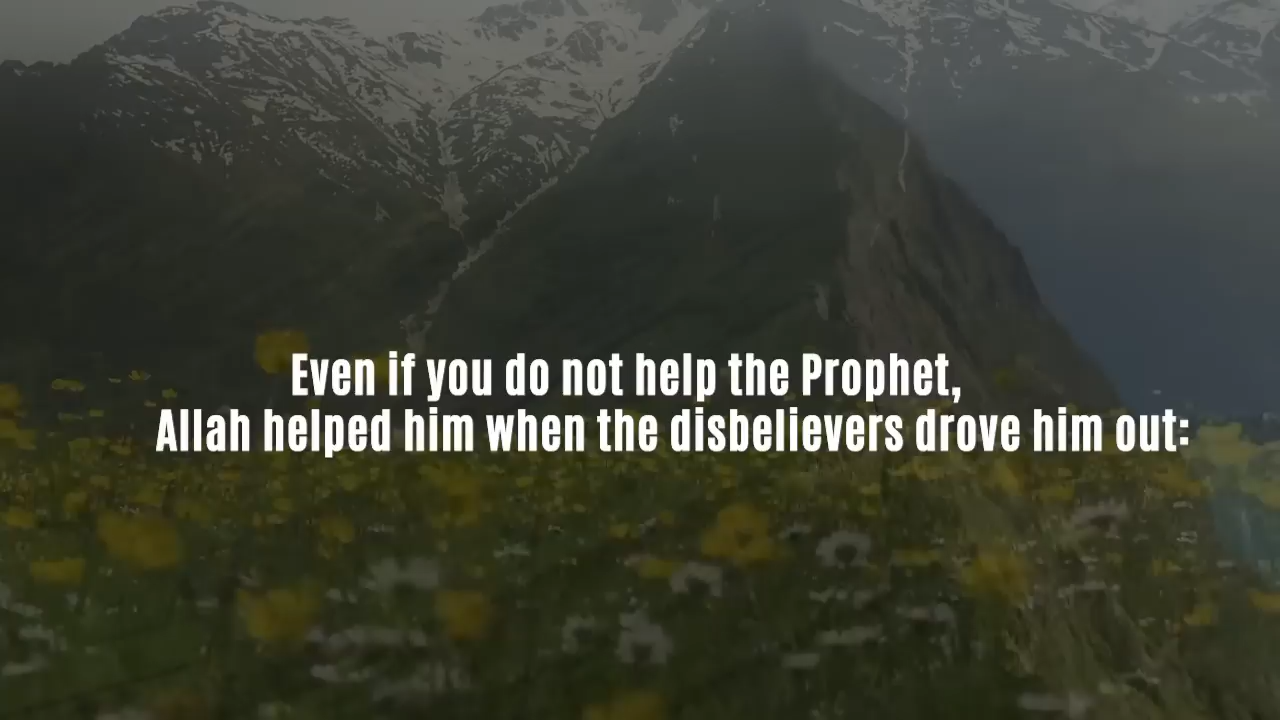 Even if you do not help the Prophet,
Allah helped him when the disbelievers drove him out: